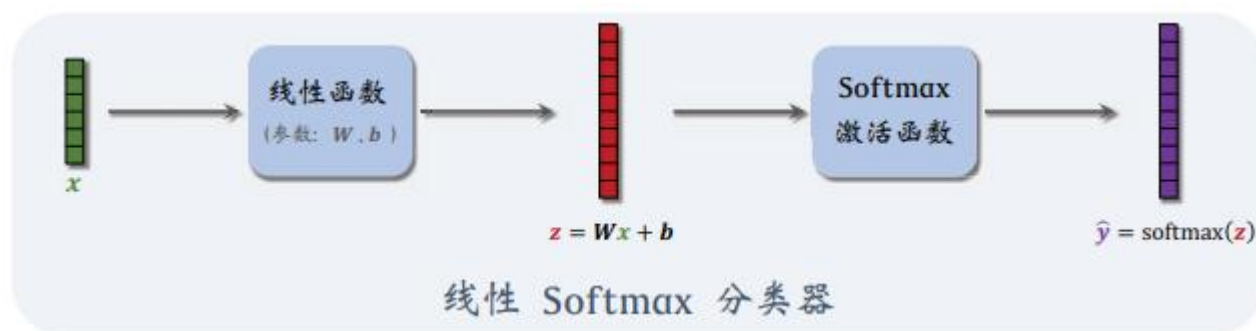 线性函数
(参数: W , b )
Softmax
激活函数
x
z = Wx + b
ŷ = softmax(z)
线性 Softmax 分类器